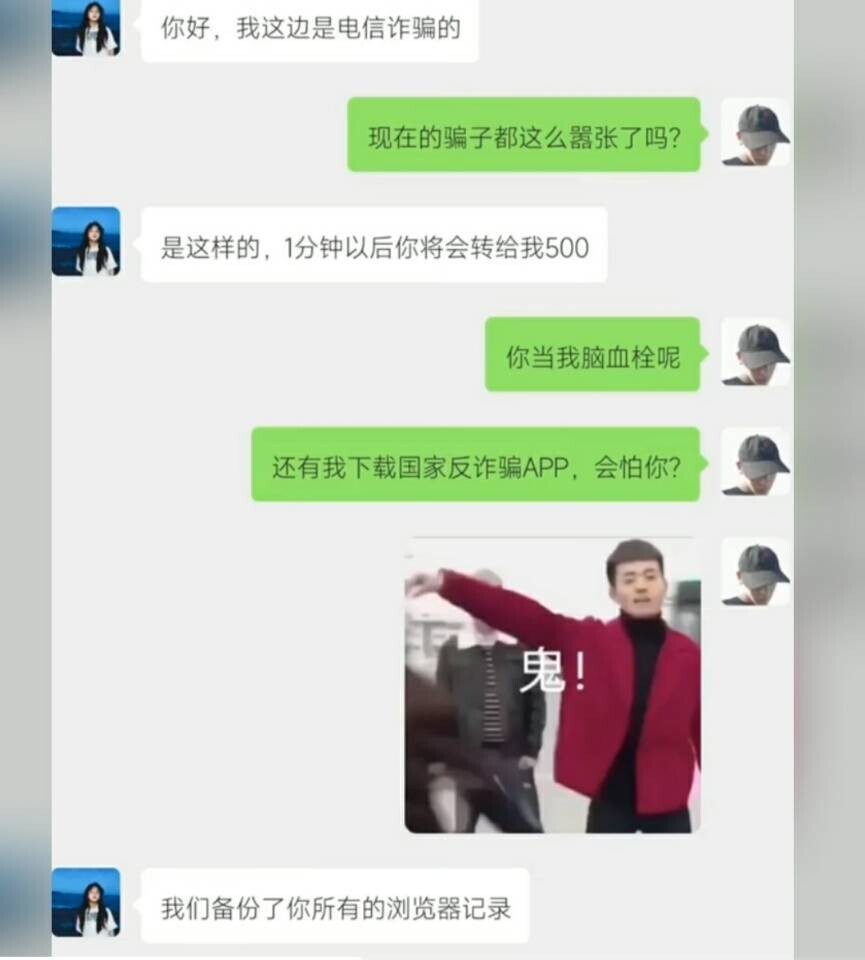 你好，我这边是电信诈骗的
现在的骗子都这么嚣张了吗？
是这样的，1分钟以后你将会转给我500
你当我脑血栓呢
还有我下载国家反诈骗APP，会怕你？
鬼！
我们备份了你所有的浏览器记录